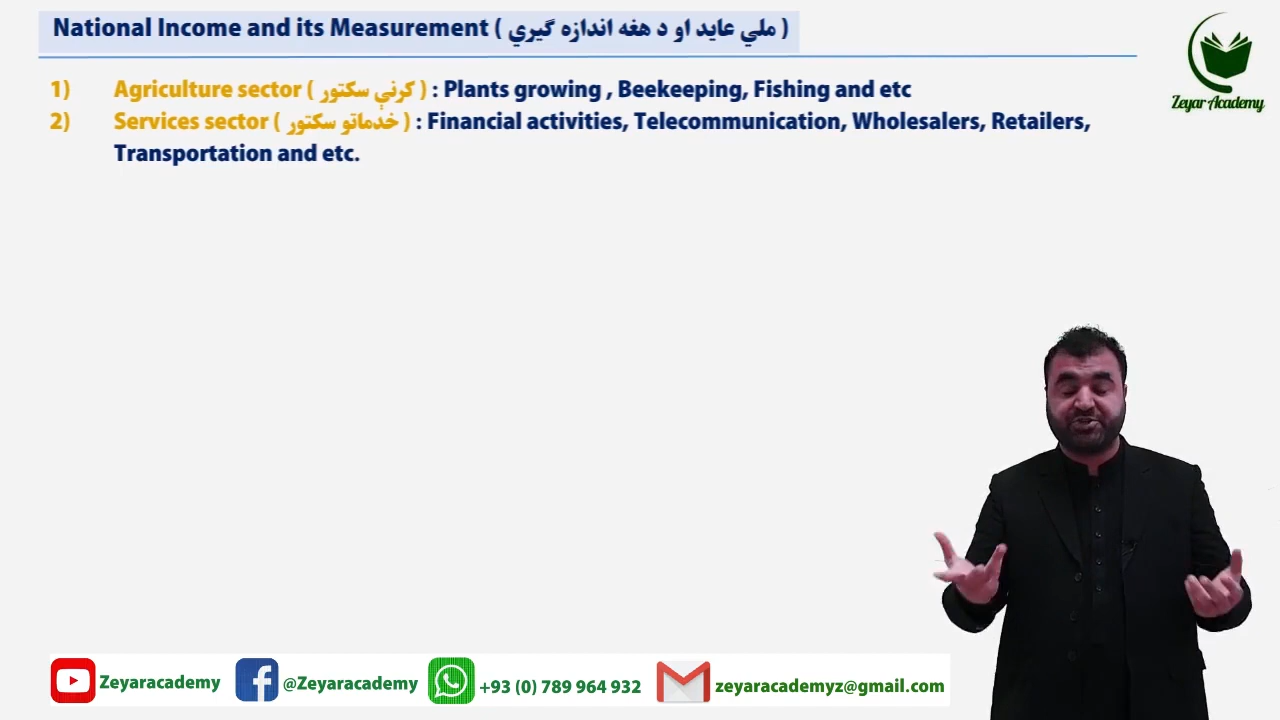 National Income and its Measurement ( ملي عاید او د هغه اندازه ګیري )
Zeyar Academy
1) Agriculture sector ( کرنې سکتور ) : Plants growing , Beekeeping, Fishing and etc
2) Services sector ( خدماتو سکتور ) : Financial activities, Telecommunication, Wholesalers, Retailers,
Transportation and etc.
Zeyaracademy @Zeyaracademy +93 (0) 789 964 932 zeyaracademyz@gmail.com